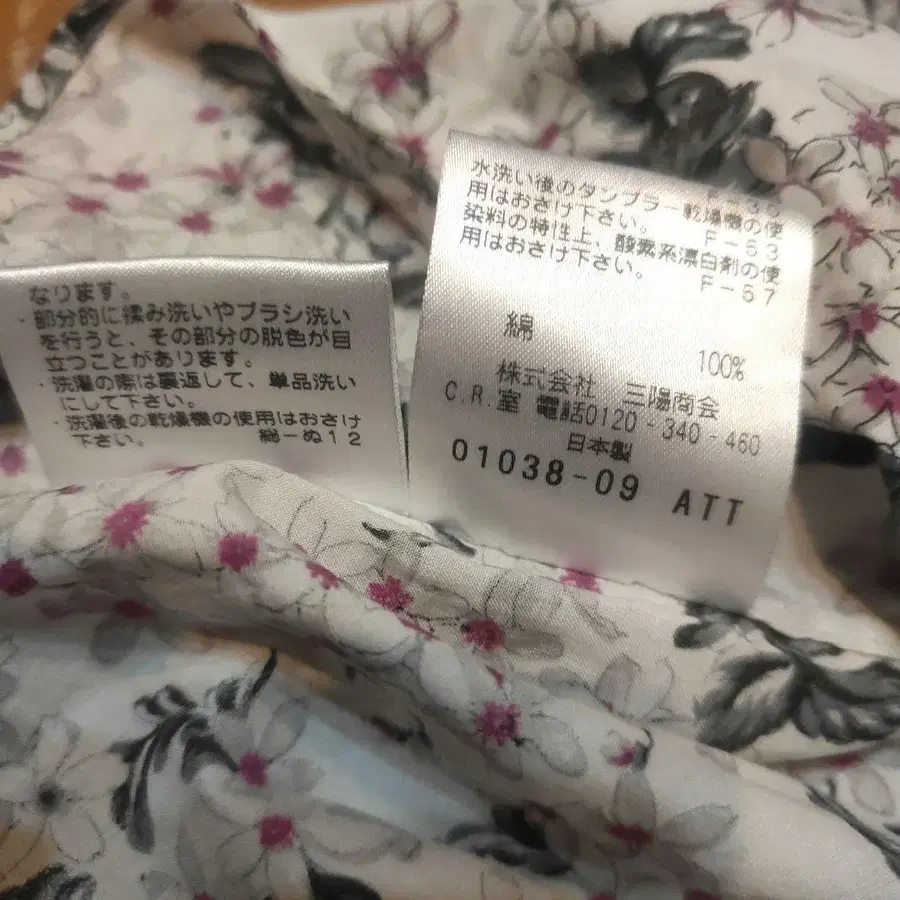 なります。
・部分的に揉み洗いやブラシ洗い
を行うと、その部分の脱色が目
立つことがあります。
・洗濯の際は裏返して、単品洗い
にして下さい。
・洗濯後の乾燥機の使用はおさけ
下さい。 総ーぬ12
水洗い後のタンブラー乾燥機の使
用はおさけ下さい。 F-53
染料の特性上、酸素系漂白剤の使
用はおさけ下さい。 F-57
綿 100%
株式会社 三陽商会
C.R.室 電話0120-340-460
日本製
01038-09 ATT